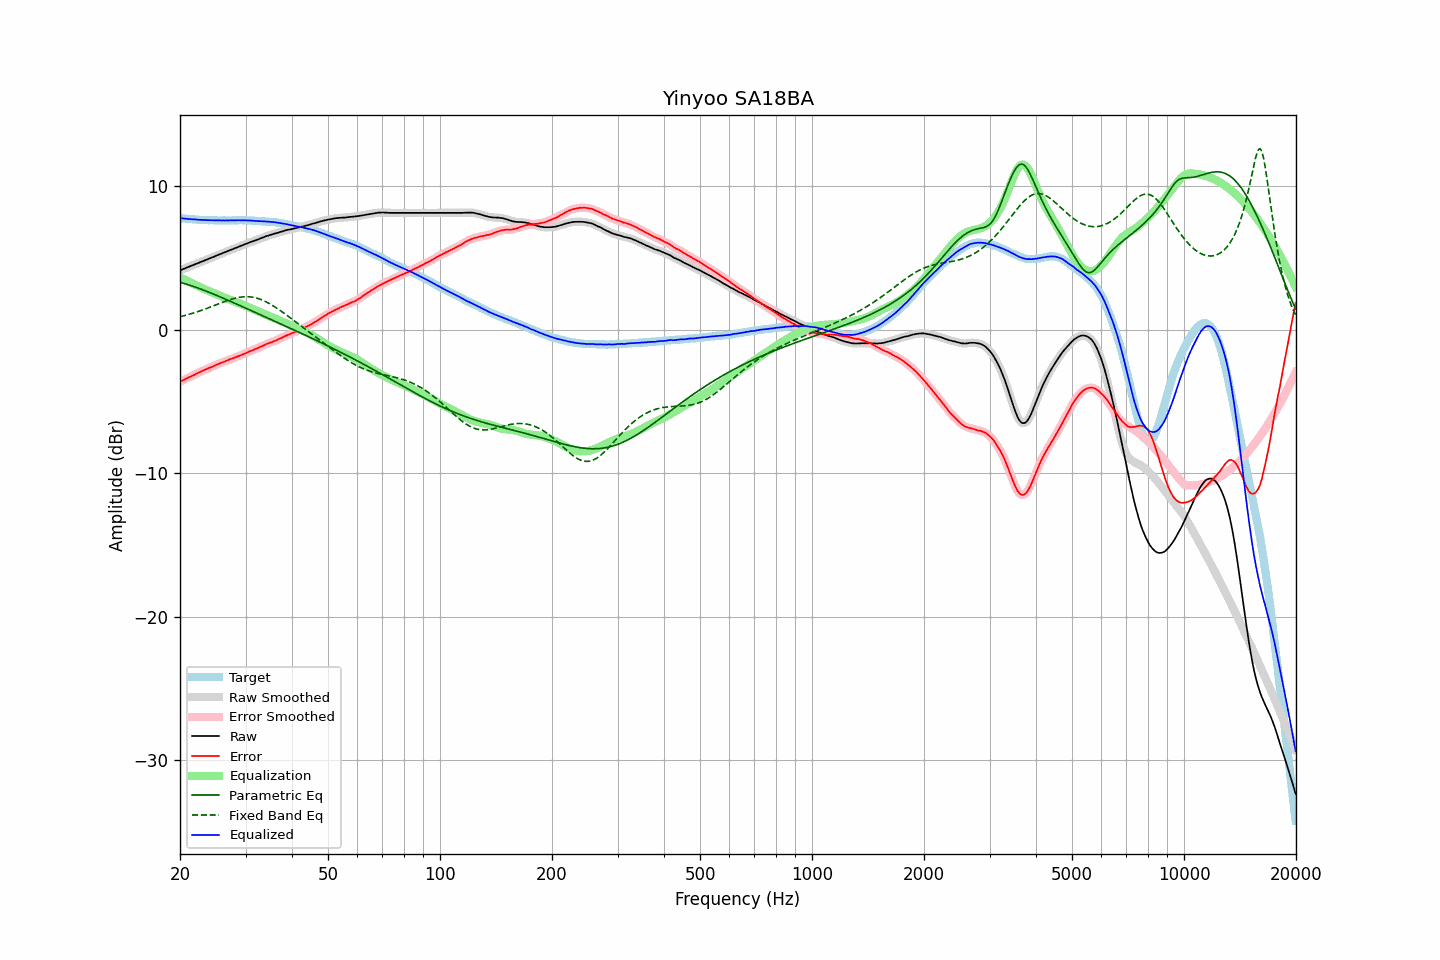 Yinyoo SA18BA
Amplitude (dBr)
10
0
−10
−20
−30
Target
Raw Smoothed
Error Smoothed
Raw
Error
Equalization
Parametric Eq
Fixed Band Eq
Equalized
20 50 100 200 500 1000 2000 5000 10000 20000
Frequency (Hz)